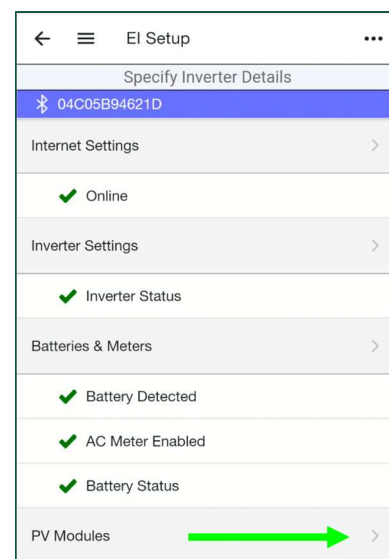 EI Setup
Specify Inverter Details
04C05B94621D
Internet Settings
Online
Inverter Settings
Inverter Status
Batteries & Meters
Battery Detected
AC Meter Enabled
Battery Status
PV Modules